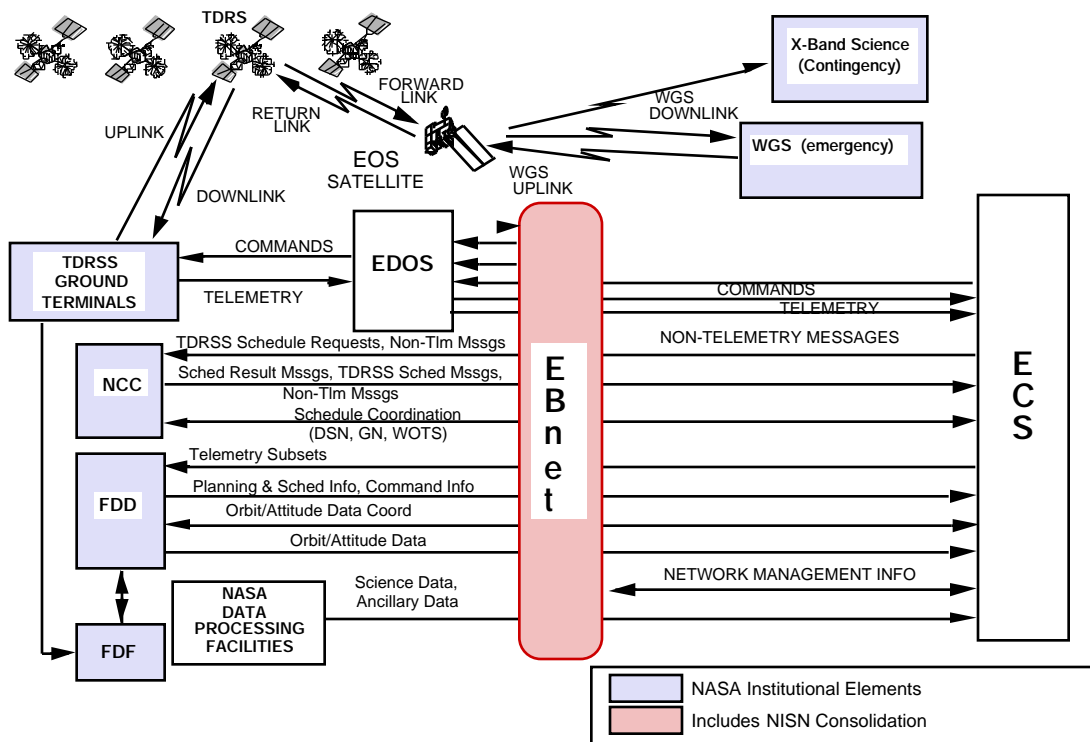 TDRS
FORWARD
LINK
RETURN
LINK
UPLINK
DOWNLINK
EOS
SATELLITE
WGS
DOWNLINK
WGS
UPLINK
X-Band Science
(Contingency)
WGS (emergency)
TDRSS
GROUND
TERMINALS
COMMANDS
TELEMETRY
EDOS
COMMANDS
TELEMETRY
NON-TELEMETRY MESSAGES
EBnet
ECS
NCC
TDRSS Schedule Requests, Non-Tlm Mssgs
Sched Result Mssgs, TDRSS Sched Mssgs,
Non-Tlm Mssgs
Schedule Coordination
(DSN, GN, WOTS)
FDD
Telemetry Subsets
Planning & Sched Info, Command Info
Orbit/Attitude Data Coord
Orbit/Attitude Data
NETWORK MANAGEMENT INFO
FDF
NASA
DATA
PROCESSING
FACILITIES
Science Data,
Ancillary Data
NASA Institutional Elements
Includes NISN Consolidation